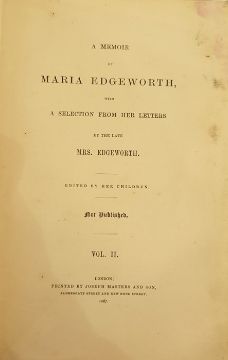 A MEMOIR
OF
MARIA EDGEWORTH,
WITH
A SELECTION FROM HER LETTERS
BY THE LATE
MRS. EDGEWORTH.
EDITED BY HER CHILDREN.
Not Published.
VOL. II.
LONDON:
PRINTED BY JOSEPH MASTERS AND SON,
ALDERSGATE STREET AND NEW BOND STREET.
1867.